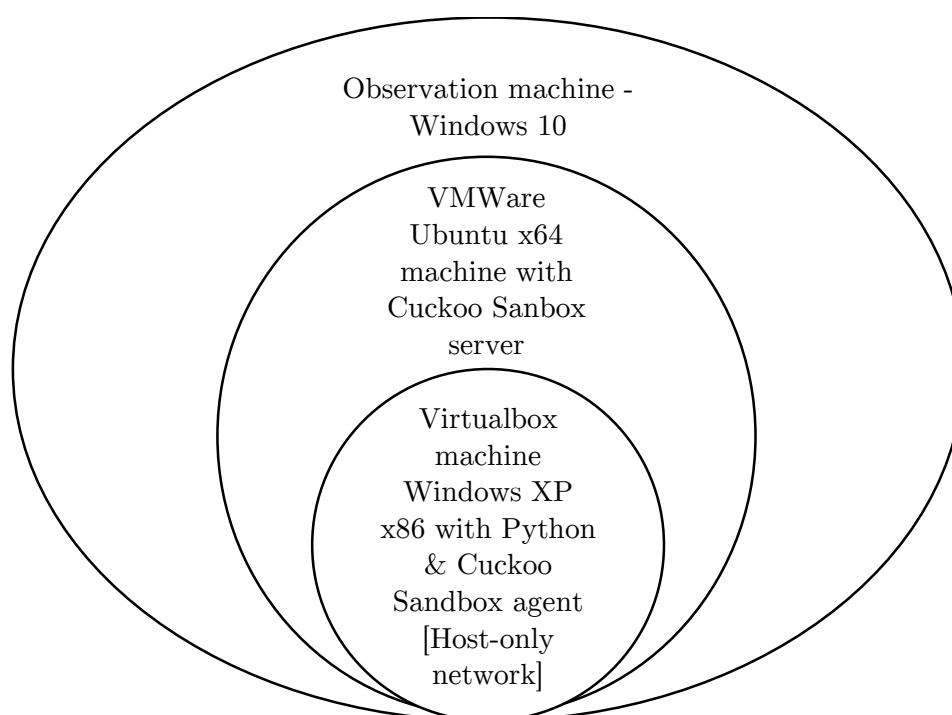 Observation machine -
Windows 10
VMWare
Ubuntu x64
machine with
Cuckoo Sanbox
server
Virtualbox
machine
Windows XP
x86 with Python
& Cuckoo
Sandbox agent
[Host-only
network]